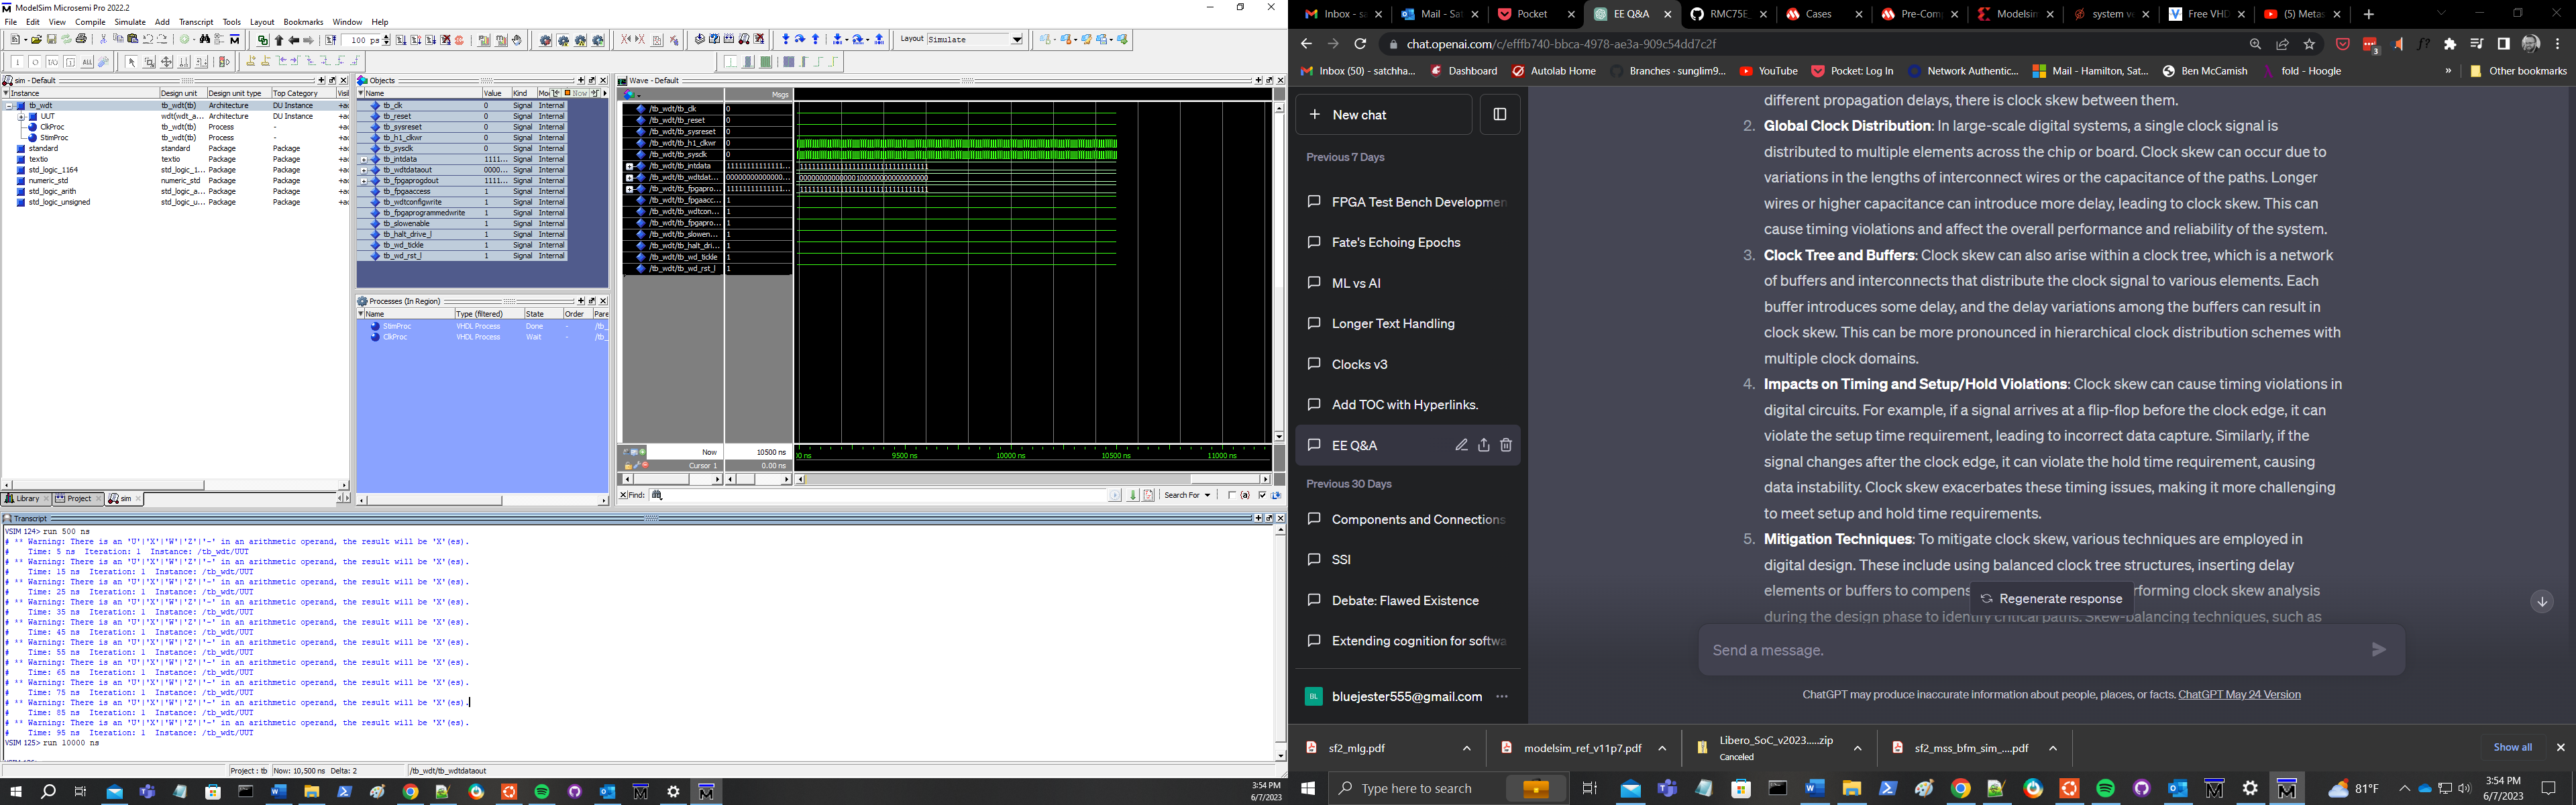 ModelSim Microsemi Pro 2022.2
File Edit View Compile Simulate Add Transcript Tools Layout Bookmarks Window Help
100 ps
Layout Simulate
sim - Default
Instance Design unit Design unit type Top Category Visil
tb_wdt tb_wdt(tb) Architecture DU Instance +ac
UUT wdt(wdt_a... Architecture DU Instance +ac
ClkProc tb_wdt(tb) Process - +ac
StimProc tb_wdt(tb) Process - +ac
standard standard Package Package +ac
textio textio Package Package +ac
std_logic_1164 std_logic_1... Package Package +ac
numeric_std numeric_std Package Package +ac
std_logic_arith std_logic_a... Package Package +ac
std_logic_unsigned std_logic_u... Package Package +ac
Library Project sim
Objects
Name Value Kind Mod Now
tb_clk 0 Signal Internal
tb_reset 0 Signal Internal
tb_sysreset 0 Signal Internal
tb_h1_clkwr 0 Signal Internal
tb_sysclk 0 Signal Internal
tb_intdata 1111... Signal Internal
tb_wdtdataout 0000... Signal Internal
tb_fpgaprogdout 1111... Signal Internal
tb_fpgaaccess 1 Signal Internal
tb_wdtconfigwrite 1 Signal Internal
tb_fpgaprogrammedwrite 1 Signal Internal
tb_slowenable 1 Signal Internal
tb_halt_drive_l 1 Signal Internal
tb_wd_tickle 1 Signal Internal
tb_wd_rst_l 1 Signal Internal
Processes (In Region)
Name Type (filtered) State Order Pare
StimProc VHDL Process Done - /tb_
ClkProc VHDL Process Wait - /tb_
Wave - Default
Msgs
/tb_wdt/tb_clk 0
/tb_wdt/tb_reset 0
/tb_wdt/tb_sysreset 0
/tb_wdt/tb_h1_clkwr 0
/tb_wdt/tb_sysclk 0
/tb_wdt/tb_intdata 11111111111111...
/tb_wdt/tb_wdtdat... 00000000000000...
/tb_wdt/tb_fpgapro... 11111111111111...
/tb_wdt/tb_fpgaacc... 1
/tb_wdt/tb_wdtcon... 1
/tb_wdt/tb_fpgapro... 1
/tb_wdt/tb_slowen... 1
/tb_wdt/tb_halt_dri... 1
/tb_wdt/tb_wd_tickle 1
/tb_wdt/tb_wd_rst_l 1
Now 10500 ns
Cursor 1 0.00 ns
9500 ns 10000 ns 10500 ns 11000 ns
Find: Search For
Transcript
VSIM 124> run 500 ns
# ** Warning: There is an 'U'|'X'|'W'|'Z'|'-' in an arithmetic operand, the result will be 'X'(es).
# Time: 5 ns Iteration: 1 Instance: /tb_wdt/UUT
# ** Warning: There is an 'U'|'X'|'W'|'Z'|'-' in an arithmetic operand, the result will be 'X'(es).
# Time: 15 ns Iteration: 1 Instance: /tb_wdt/UUT
# ** Warning: There is an 'U'|'X'|'W'|'Z'|'-' in an arithmetic operand, the result will be 'X'(es).
# Time: 25 ns Iteration: 1 Instance: /tb_wdt/UUT
# ** Warning: There is an 'U'|'X'|'W'|'Z'|'-' in an arithmetic operand, the result will be 'X'(es).
# Time: 35 ns Iteration: 1 Instance: /tb_wdt/UUT
# ** Warning: There is an 'U'|'X'|'W'|'Z'|'-' in an arithmetic operand, the result will be 'X'(es).
# Time: 45 ns Iteration: 1 Instance: /tb_wdt/UUT
# ** Warning: There is an 'U'|'X'|'W'|'Z'|'-' in an arithmetic operand, the result will be 'X'(es).
# Time: 55 ns Iteration: 1 Instance: /tb_wdt/UUT
# ** Warning: There is an 'U'|'X'|'W'|'Z'|'-' in an arithmetic operand, the result will be 'X'(es).
# Time: 65 ns Iteration: 1 Instance: /tb_wdt/UUT
# ** Warning: There is an 'U'|'X'|'W'|'Z'|'-' in an arithmetic operand, the result will be 'X'(es).
# Time: 75 ns Iteration: 1 Instance: /tb_wdt/UUT
# ** Warning: There is an 'U'|'X'|'W'|'Z'|'-' in an arithmetic operand, the result will be 'X'(es).
# Time: 85 ns Iteration: 1 Instance: /tb_wdt/UUT
# ** Warning: There is an 'U'|'X'|'W'|'Z'|'-' in an arithmetic operand, the result will be 'X'(es).
# Time: 95 ns Iteration: 1 Instance: /tb_wdt/UUT
VSIM 125> run 10000 ns
Project : tb Now: 10,500 ns Delta: 2 /tb_wdt/tb_wdtdataout
3:54 PM
6/7/2023
Inbox - sa Mail - Sat Pocket EE Q&A RMC75E_ Cases Pre-Com Modelsim system ve Free VHD (5) Metas
chat.openai.com/c/efffb740-bbca-4978-ae3a-909c54dd7c2f
Inbox (50) - satchha... Dashboard Autolab Home Branches · sunglim9... YouTube Pocket: Log In Network Authentic... Mail - Hamilton, Sat... Ben McCamish fold - Hoogle » Other bookmarks
New chat
Previous 7 Days
FPGA Test Bench Developmen
Fate's Echoing Epochs
ML vs AI
Longer Text Handling
Clocks v3
Add TOC with Hyperlinks.
EE Q&A
Previous 30 Days
Components and Connections
SSI
Debate: Flawed Existence
Extending cognition for softwa
BL bluejester555@gmail.com ...
different propagation delays, there is clock skew between them.
2. Global Clock Distribution: In large-scale digital systems, a single clock signal is
distributed to multiple elements across the chip or board. Clock skew can occur due to
variations in the lengths of interconnect wires or the capacitance of the paths. Longer
wires or higher capacitance can introduce more delay, leading to clock skew. This can
cause timing violations and affect the overall performance and reliability of the system.
3. Clock Tree and Buffers: Clock skew can also arise within a clock tree, which is a network
of buffers and interconnects that distribute the clock signal to various elements. Each
buffer introduces some delay, and the delay variations among the buffers can result in
clock skew. This can be more pronounced in hierarchical clock distribution schemes with
multiple clock domains.
4. Impacts on Timing and Setup/Hold Violations: Clock skew can cause timing violations in
digital circuits. For example, if a signal arrives at a flip-flop before the clock edge, it can
violate the setup time requirement, leading to incorrect data capture. Similarly, if the
signal changes after the clock edge, it can violate the hold time requirement, causing
data instability. Clock skew exacerbates these timing issues, making it more challenging
to meet setup and hold time requirements.
5. Mitigation Techniques: To mitigate clock skew, various techniques are employed in
digital design. These include using balanced clock tree structures, inserting delay
elements or buffers to compens rforming clock skew analysis
Regenerate response
during the design phase to identify critical paths. Skew-balancing techniques, such as
Send a message.
ChatGPT may produce inaccurate information about people, places, or facts. ChatGPT May 24 Version
sf2_mlg.pdf modelsim_ref_v11p7.pdf Libero_SoC_v2023.....zip sf2_mss_bfm_sim_....pdf Show all
Canceled
Type here to search
81°F
3:54 PM
6/7/2023